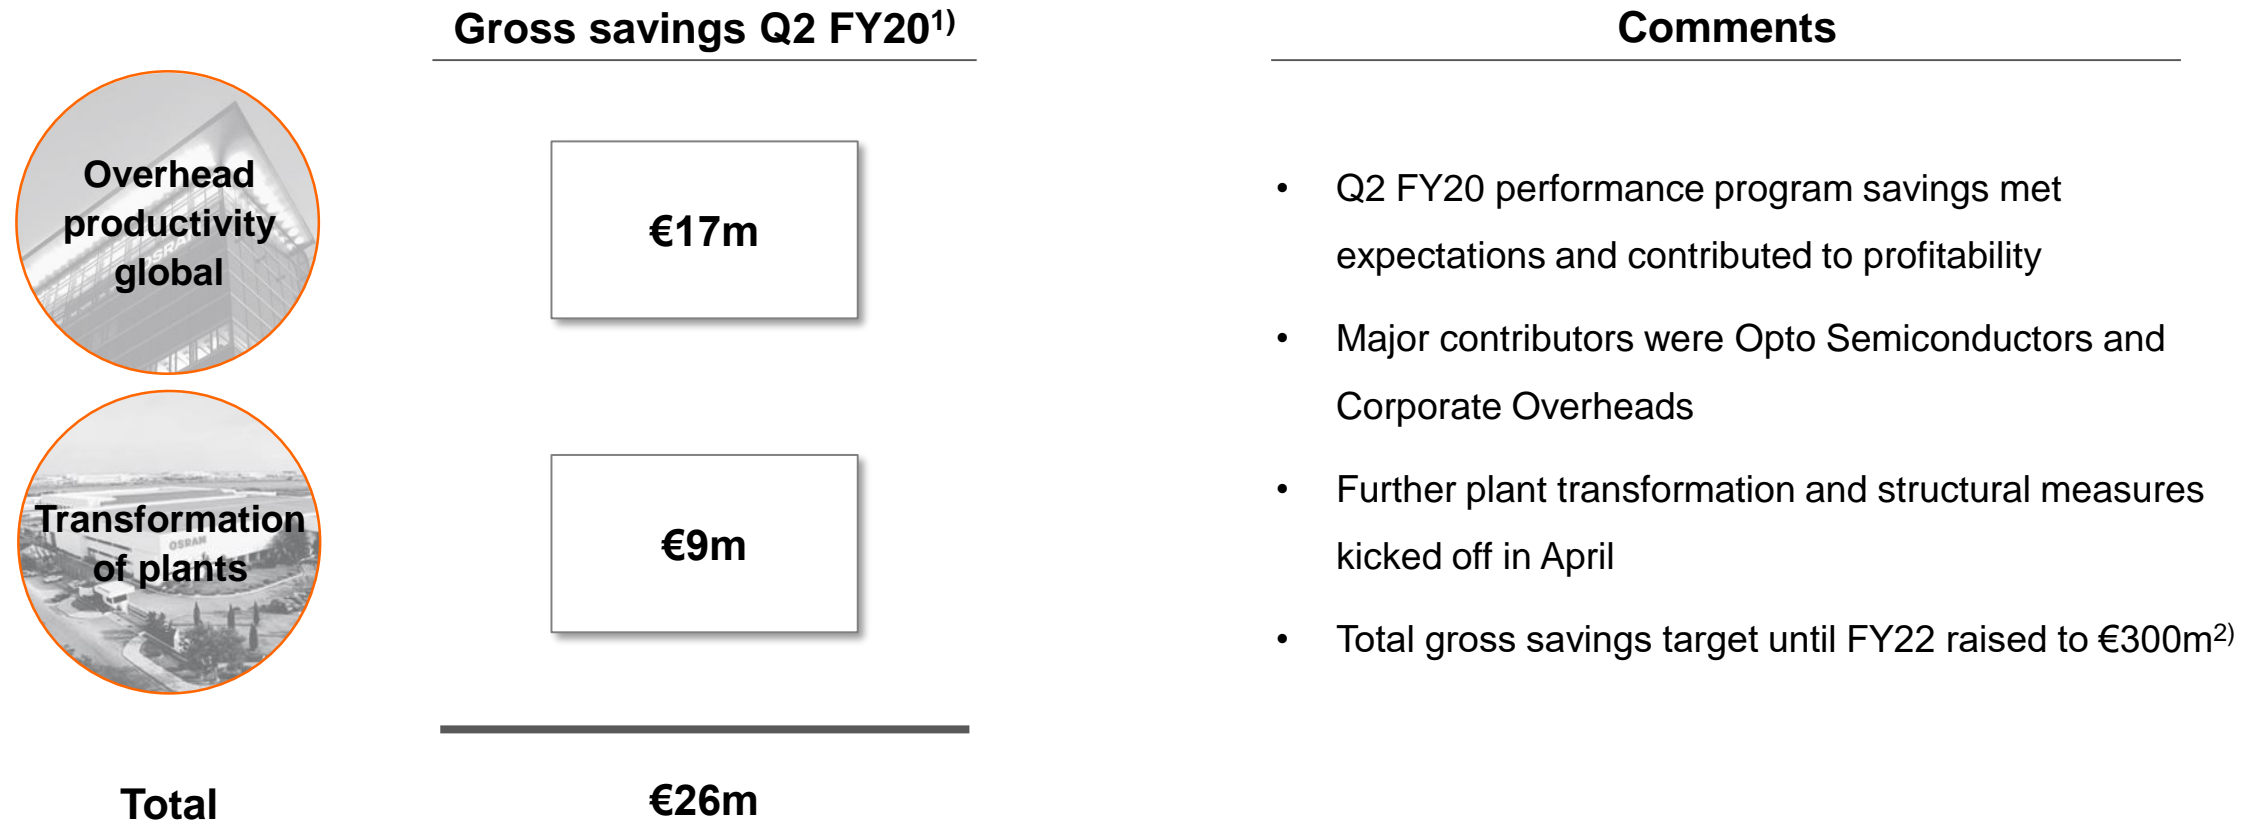 Gross savings Q2 FY20¹⁾
Comments
Overhead
productivity
global
€17m
Transformation
of plants
OSRAM
€9m
Total
€26m
• Q2 FY20 performance program savings met
expectations and contributed to profitability
• Major contributors were Opto Semiconductors and
Corporate Overheads
• Further plant transformation and structural measures
kicked off in April
• Total gross savings target until FY22 raised to €300m²⁾